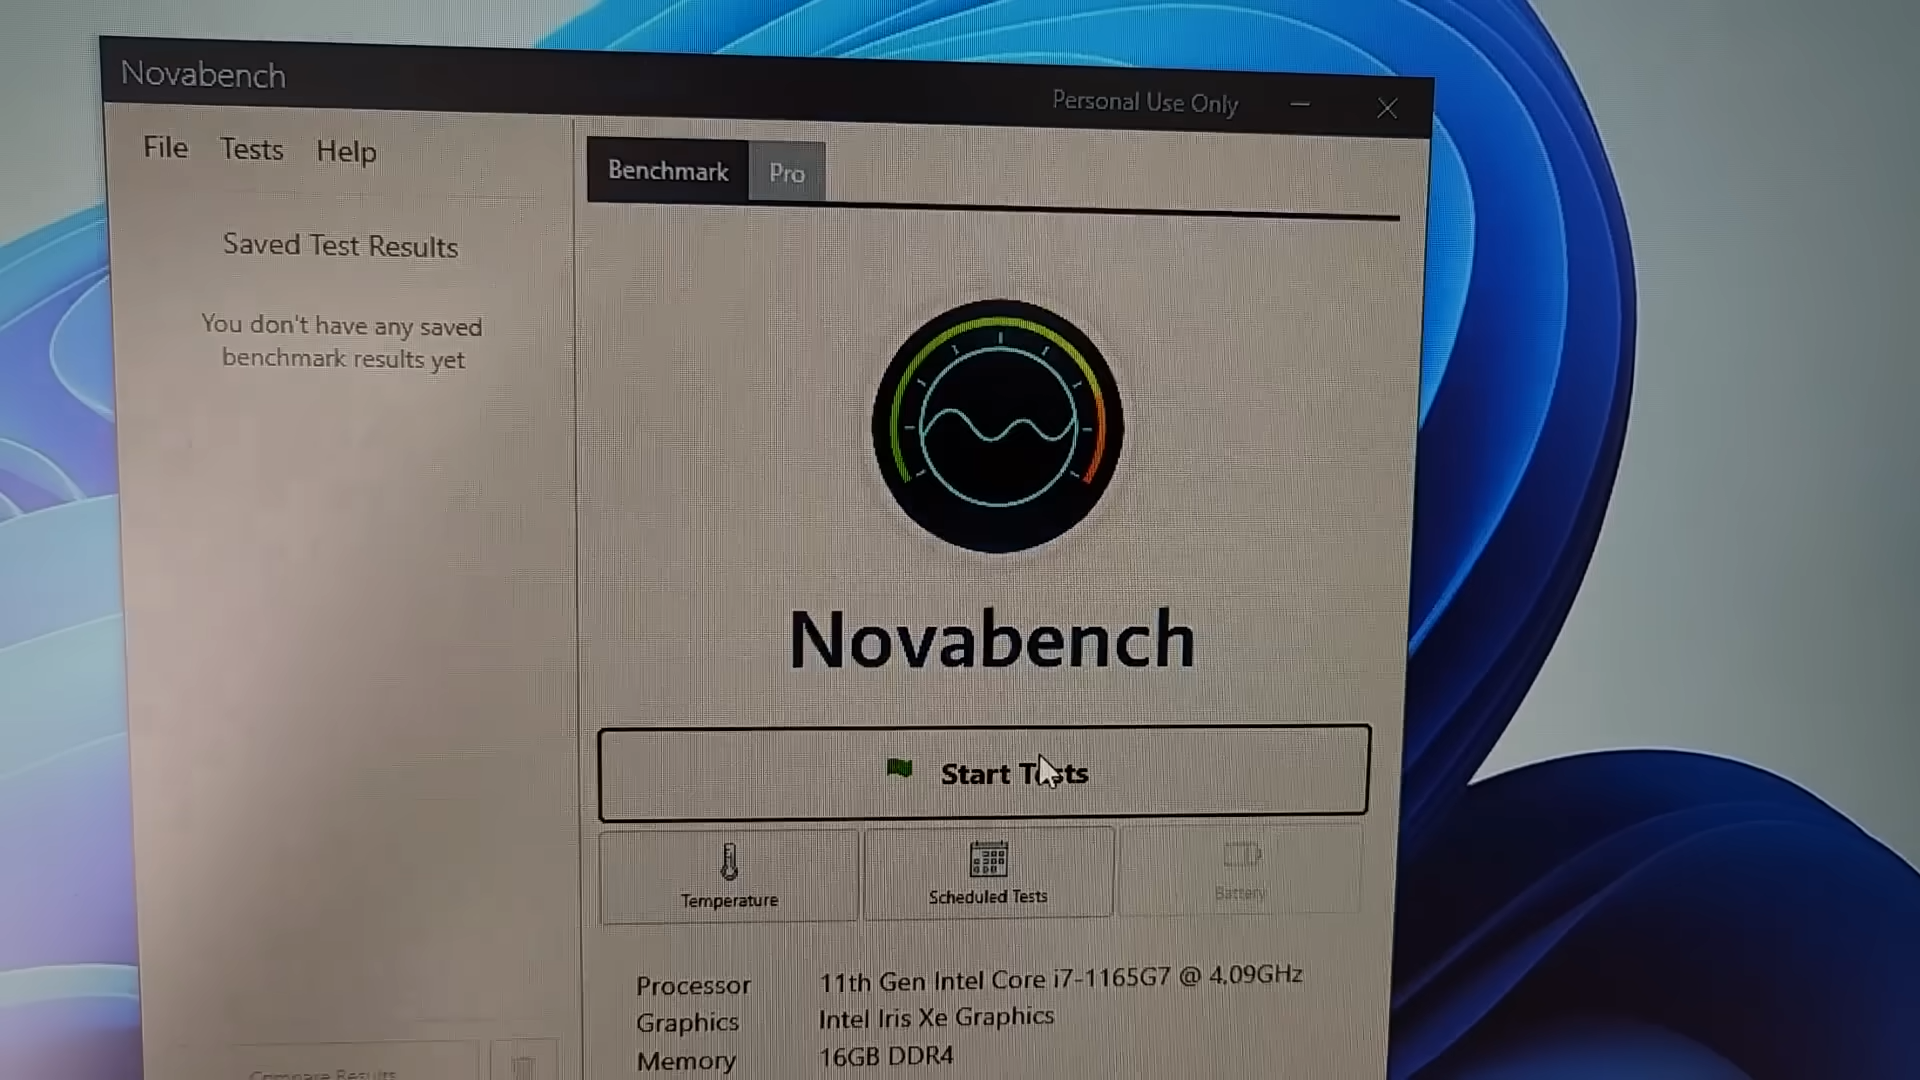 Novabench
Personal Use Only
File Tests Help
Benchmark Pro
Saved Test Results
You don't have any saved
benchmark results yet
Novabench
Start Tests
Temperature
Scheduled Tests
Battery
Processor 11th Gen Intel Core i7-1165G7 @ 4.09GHz
Graphics Intel Iris Xe Graphics
Memory 16GB DDR4
Compare Results